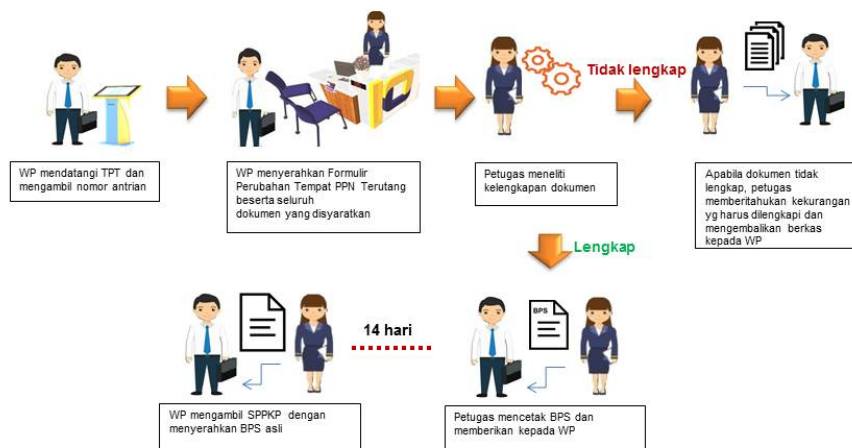 Tidak lengkap
WP mendatangi TPT dan
mengambil nomor antrian
WP menyerahkan Formulir
Perubahan Tempat PPN Terutang
beserta seluruh
dokumen yang disyaratkan
Petugas meneliti
kelengkapan dokumen
Apabila dokumen tidak
lengkap, petugas
memberitahukan kekurangan
yg harus dilengkapi dan
mengembalikan berkas
kepada WP
Lengkap
14 hari
BPS
WP mengambil SPPKP dengan
menyerahkan BPS asli
Petugas mencetak BPS dan
memberikan kepada WP